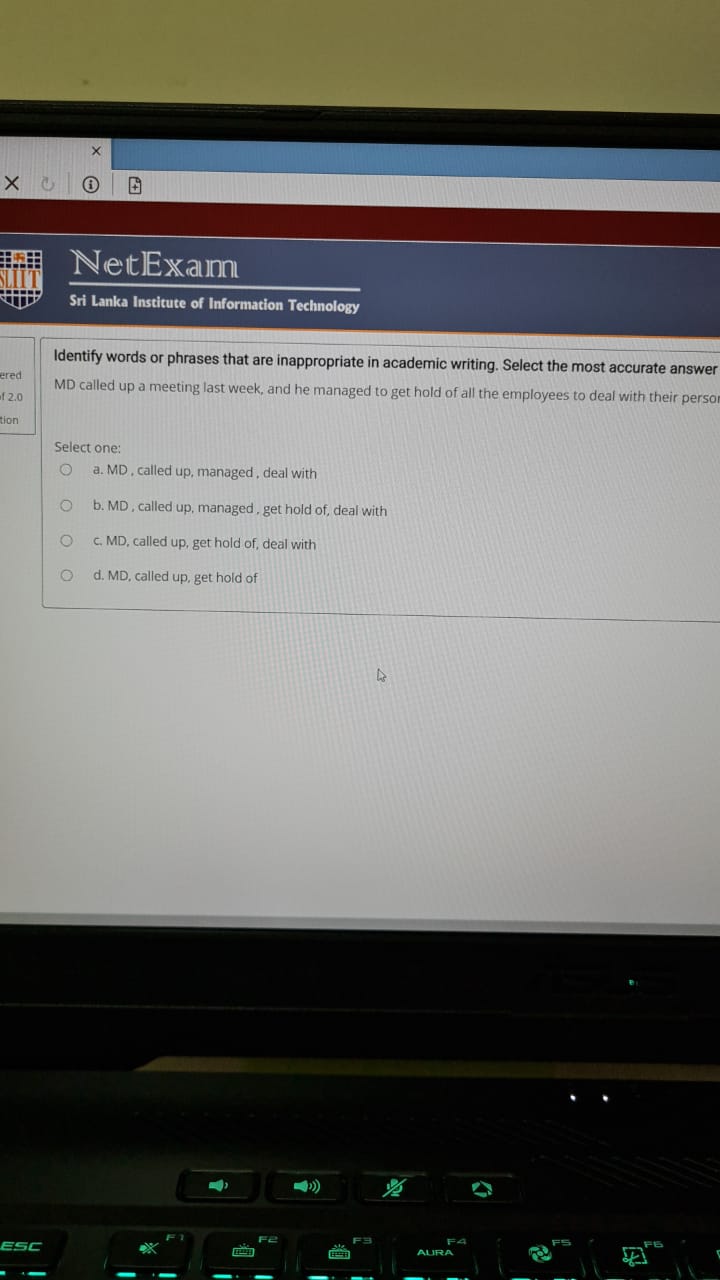 NetExam
SLIIT
Sri Lanka Institute of Information Technology
Identify words or phrases that are inappropriate in academic writing. Select the most accurate answer
ered
MD called up a meeting last week, and he managed to get hold of all the employees to deal with their
of 2.0
tion
Select one:
a. MD , called up, managed , deal with
b. MD , called up, managed , get hold of, deal with
c. MD, called up, get hold of, deal with
d. MD, called up, get hold of
ESC
F1
F2
F3
F4
AURA
F5
F6